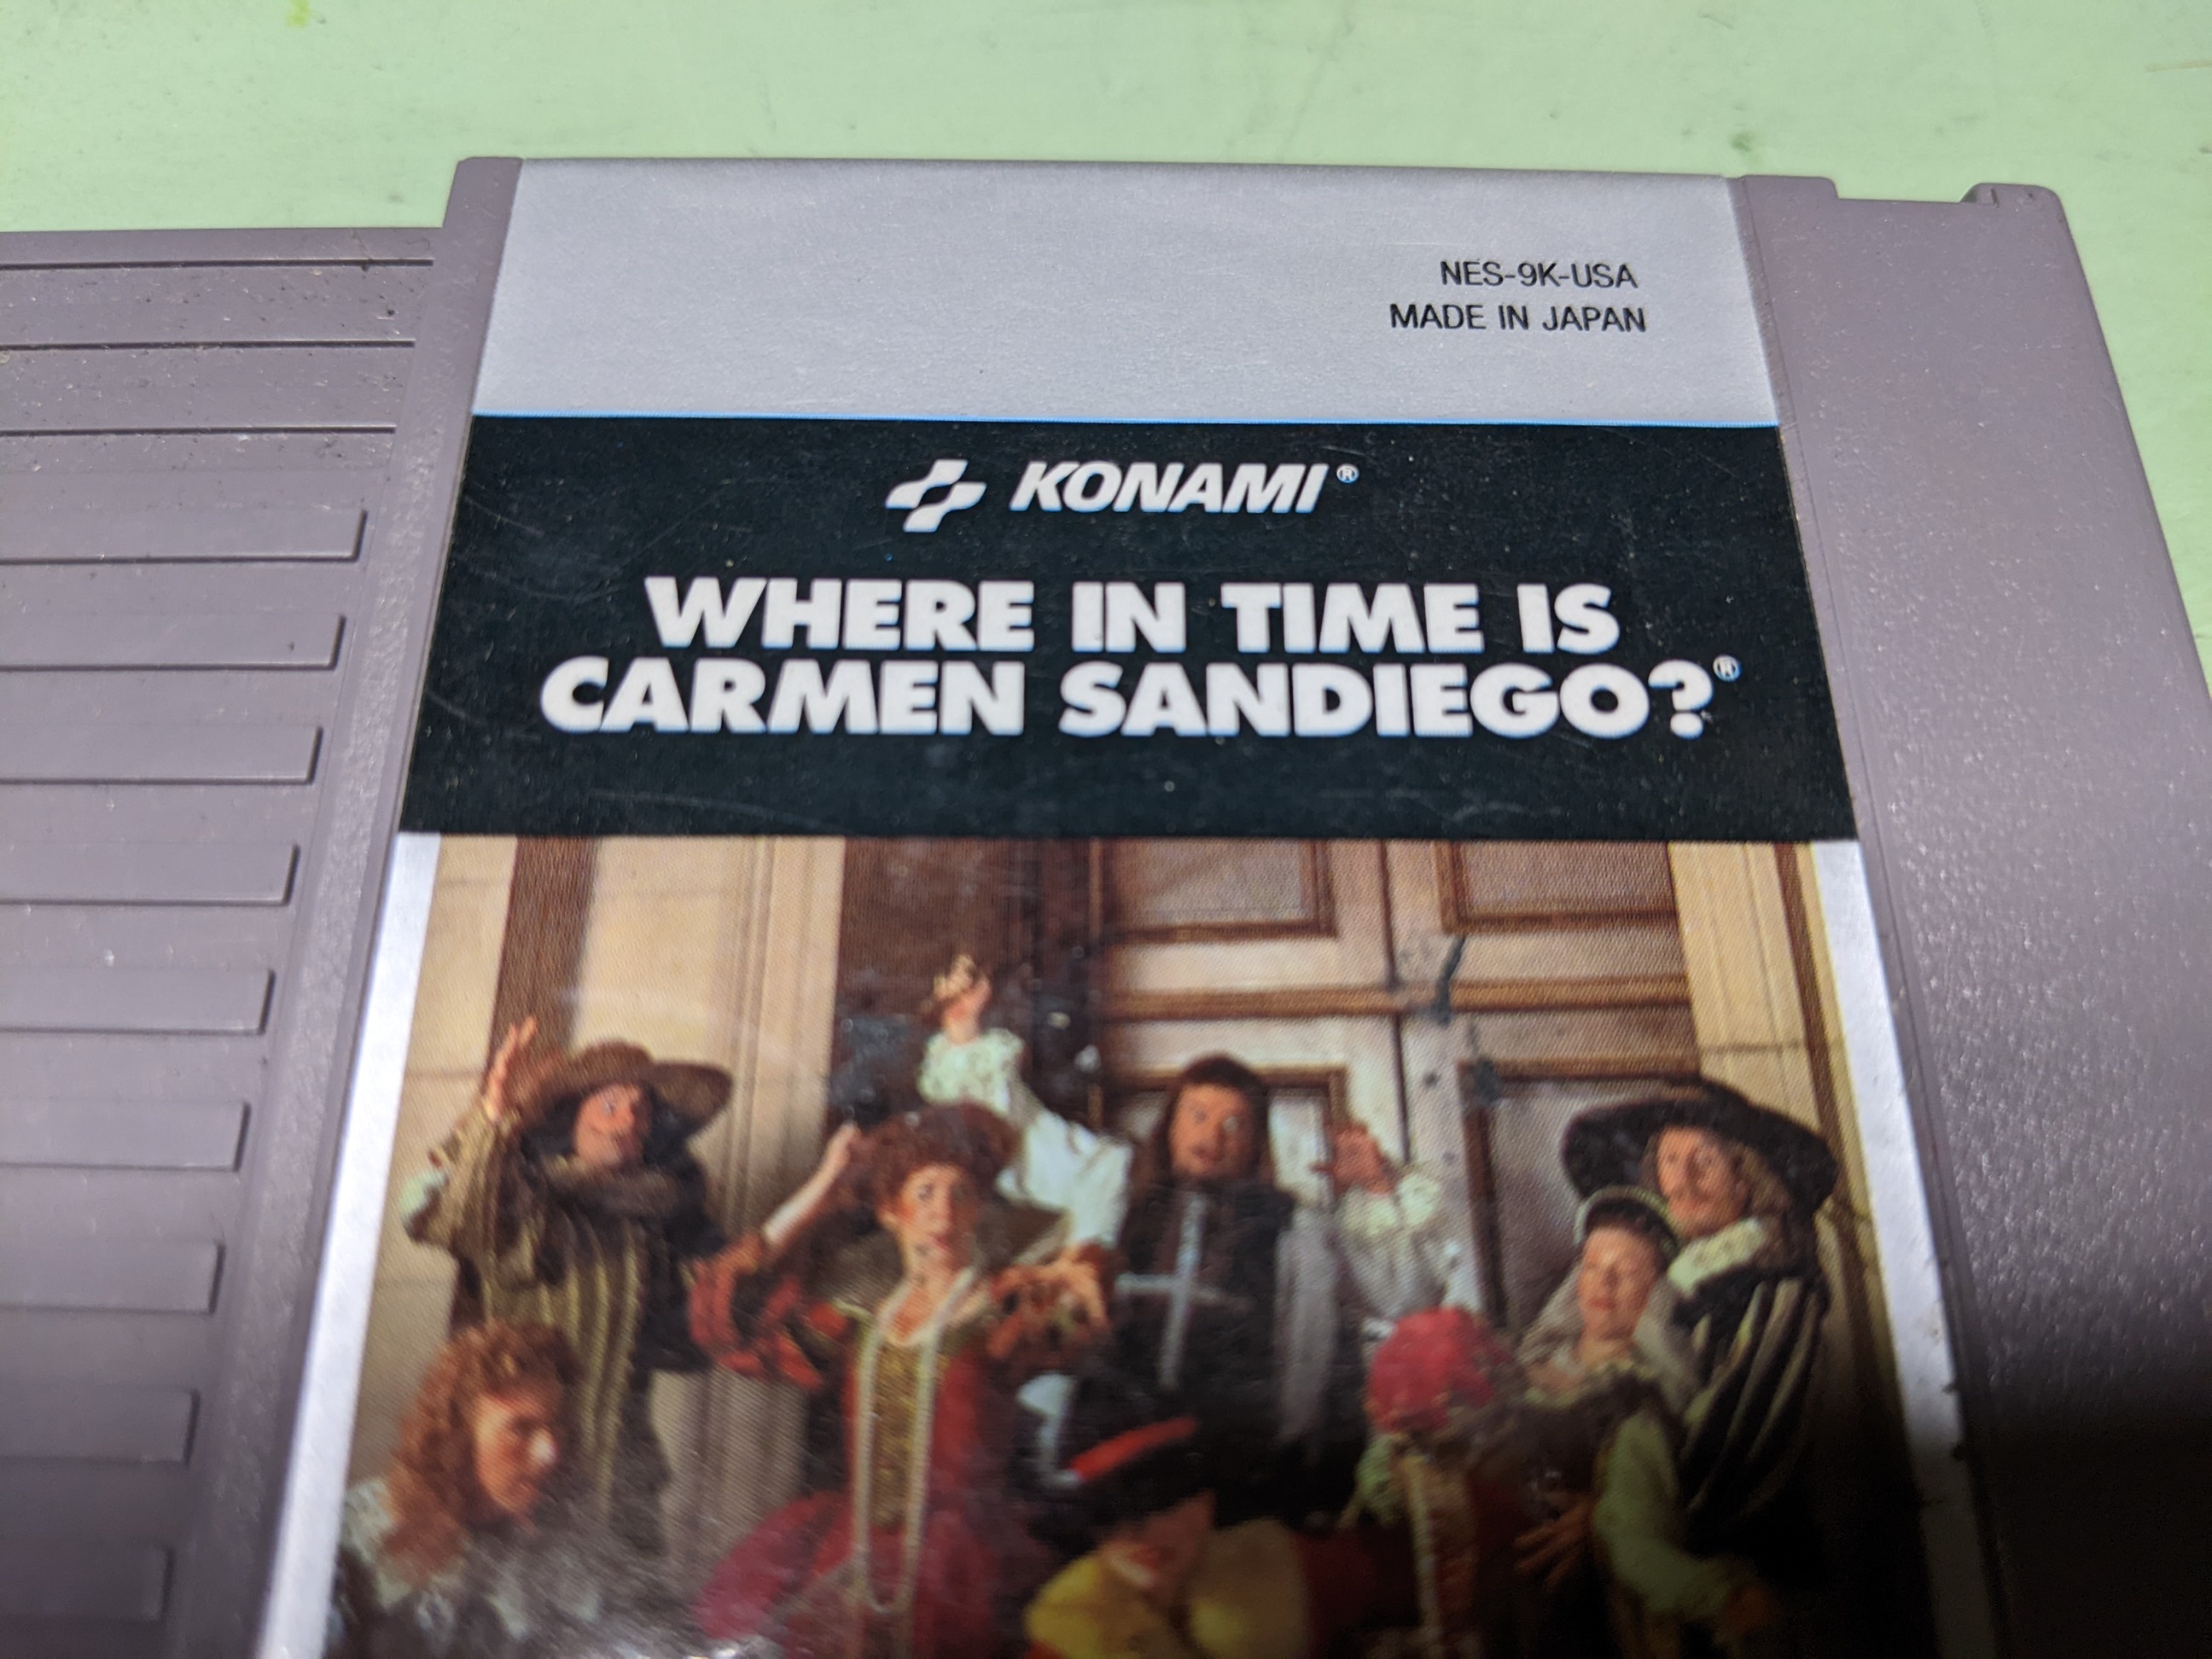 NES-9K-USA
MADE IN JAPAN
KONAMI®
WHERE IN TIME IS
CARMEN SANDIEGO?®